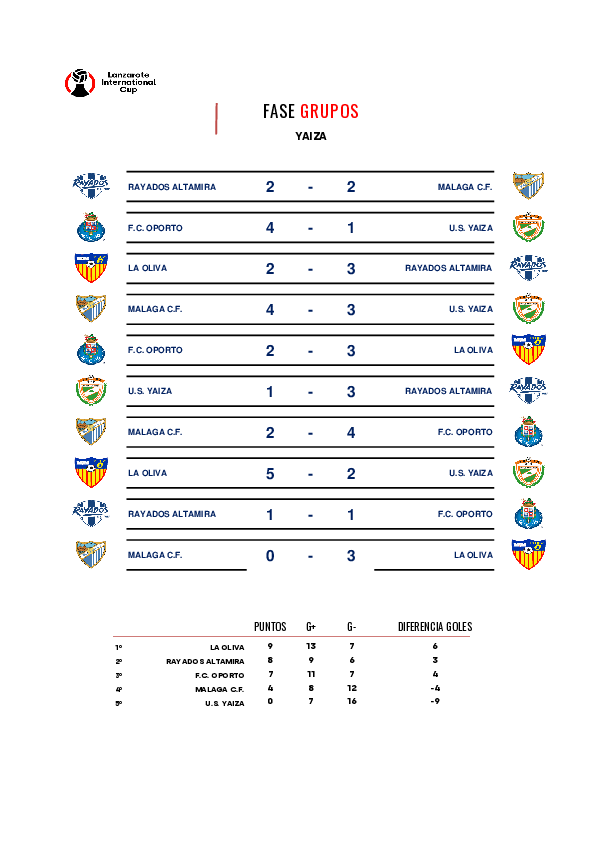 Lanzarote
International
Cup
FASE GRUPOS
YAIZA
RAYADOS ALTAMIRA 2 - 2 MALAGA C.F.
F.C. OPORTO 4 - 1 U.S. YAIZA
LA OLIVA 2 - 3 RAYADOS ALTAMIRA
MALAGA C.F. 4 - 3 U.S. YAIZA
F.C. OPORTO 2 - 3 LA OLIVA
U.S. YAIZA 1 - 3 RAYADOS ALTAMIRA
MALAGA C.F. 2 - 4 F.C. OPORTO
LA OLIVA 5 - 2 U.S. YAIZA
RAYADOS ALTAMIRA 1 - 1 F.C. OPORTO
MALAGA C.F. 0 - 3 LA OLIVA
PUNTOS G+ G- DIFERENCIA GOLES
1º LA OLIVA 9 13 7 6
2º RAYADOS ALTAMIRA 8 9 6 3
3º F.C. OPORTO 7 11 7 4
4º MALAGA C.F. 4 8 12 -4
5º U.S. YAIZA 0 7 16 -9